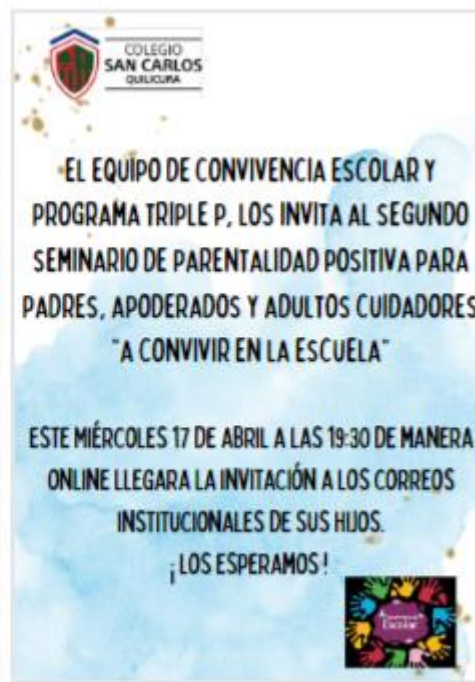 COLEGIO
SAN CARLOS
QUILICURA
EL EQUIPO DE CONVIVENCIA ESCOLAR Y
PROGRAMA TRIPLE P, LOS INVITA AL SEGUNDO
SEMINARIO DE PARENTALIDAD POSITIVA PARA
PADRES, APODERADOS Y ADULTOS CUIDADORES
"A CONVIVIR EN LA ESCUELA"
ESTE MIÉRCOLES 17 DE ABRIL A LAS 19:30 DE MANERA
ONLINE LLEGARA LA INVITACIÓN A LOS CORREOS
INSTITUCIONALES DE SUS HIJOS.
¡LOS ESPERAMOS!
Escolar